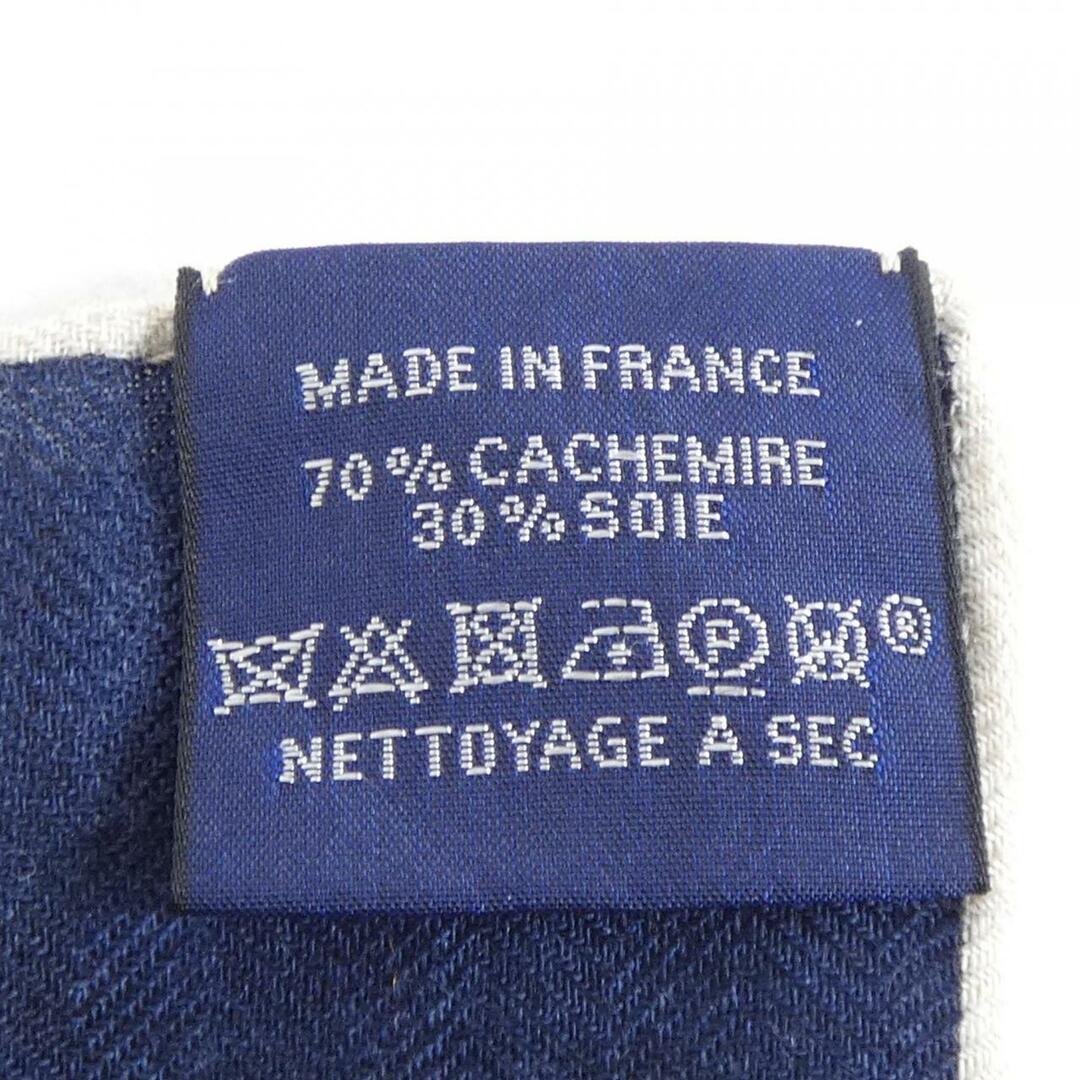 MADE IN FRANCE
70% CACHEMIRE
30% SOIE
P W ®
NETTOYAGE A SEC